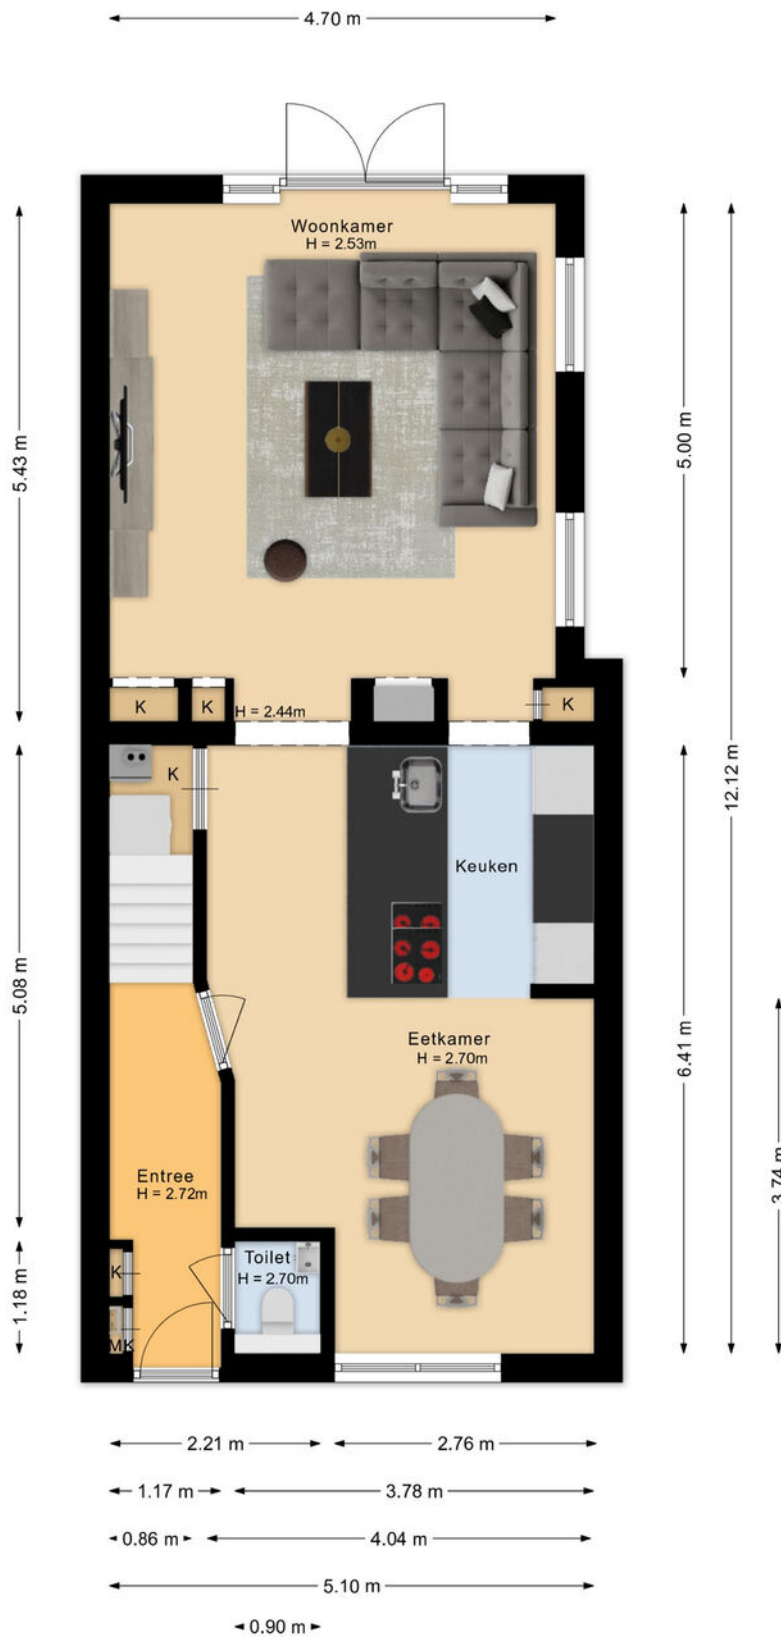 4.70 m
Woonkamer
H = 2.53m
5.43 m
5.00 m
K
K
H = 2.44m
K
12.12 m
K
Keuken
5.08 m
6.41 m
Eetkamer
H = 2.70m
3.74 m
Entree
H = 2.72m
1.18 m
K
Toilet
H = 2.70m
MK
2.21 m
2.76 m
1.17 m
3.78 m
0.86 m
4.04 m
5.10 m
0.90 m